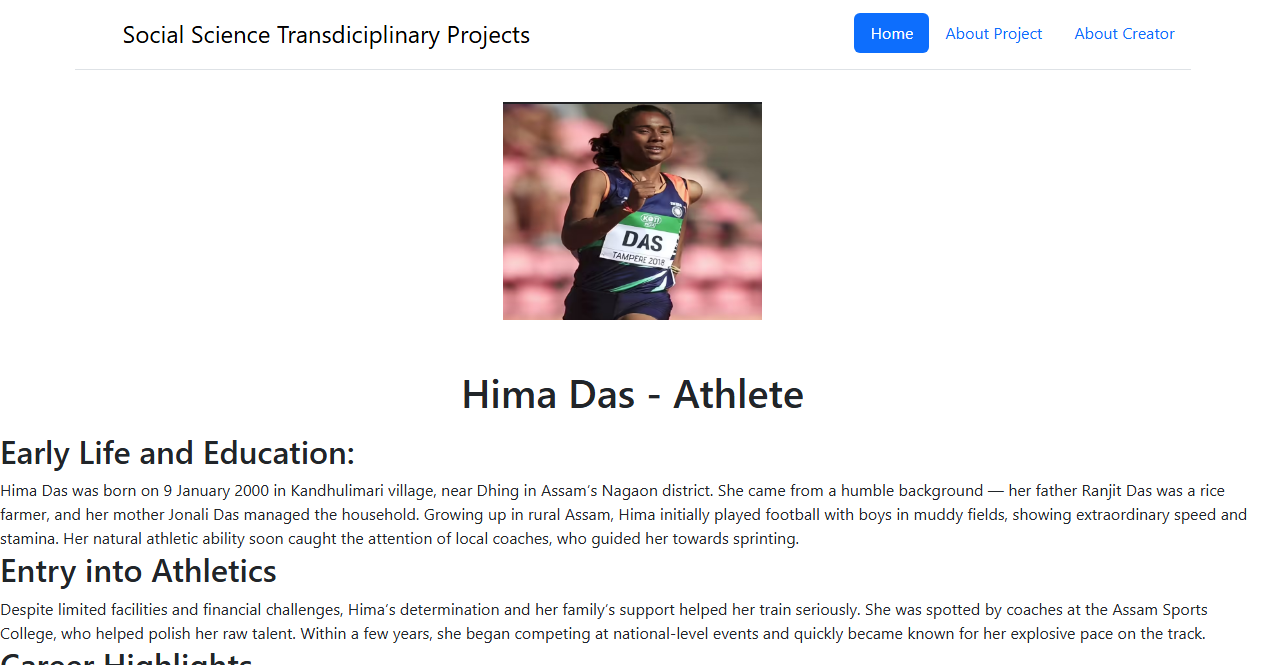 Social Science Transdiciplinary Projects
Home
About Project
About Creator
DAS
TAMPERE 2018
Hima Das - Athlete
Early Life and Education:
Hima Das was born on 9 January 2000 in Kandhulimari village, near Dhing in Assam’s Nagaon district. She came from a humble background — her father Ranjit Das was a rice
farmer, and her mother Jonali Das managed the household. Growing up in rural Assam, Hima initially played football with boys in muddy fields, showing extraordinary speed and
stamina. Her natural athletic ability soon caught the attention of local coaches, who guided her towards sprinting.
Entry into Athletics
Despite limited facilities and financial challenges, Hima’s determination and her family’s support helped her train seriously. She was spotted by coaches at the Assam Sports
College, who helped polish her raw talent. Within a few years, she began competing at national-level events and quickly became known for her explosive pace on the track.
Career Highlights